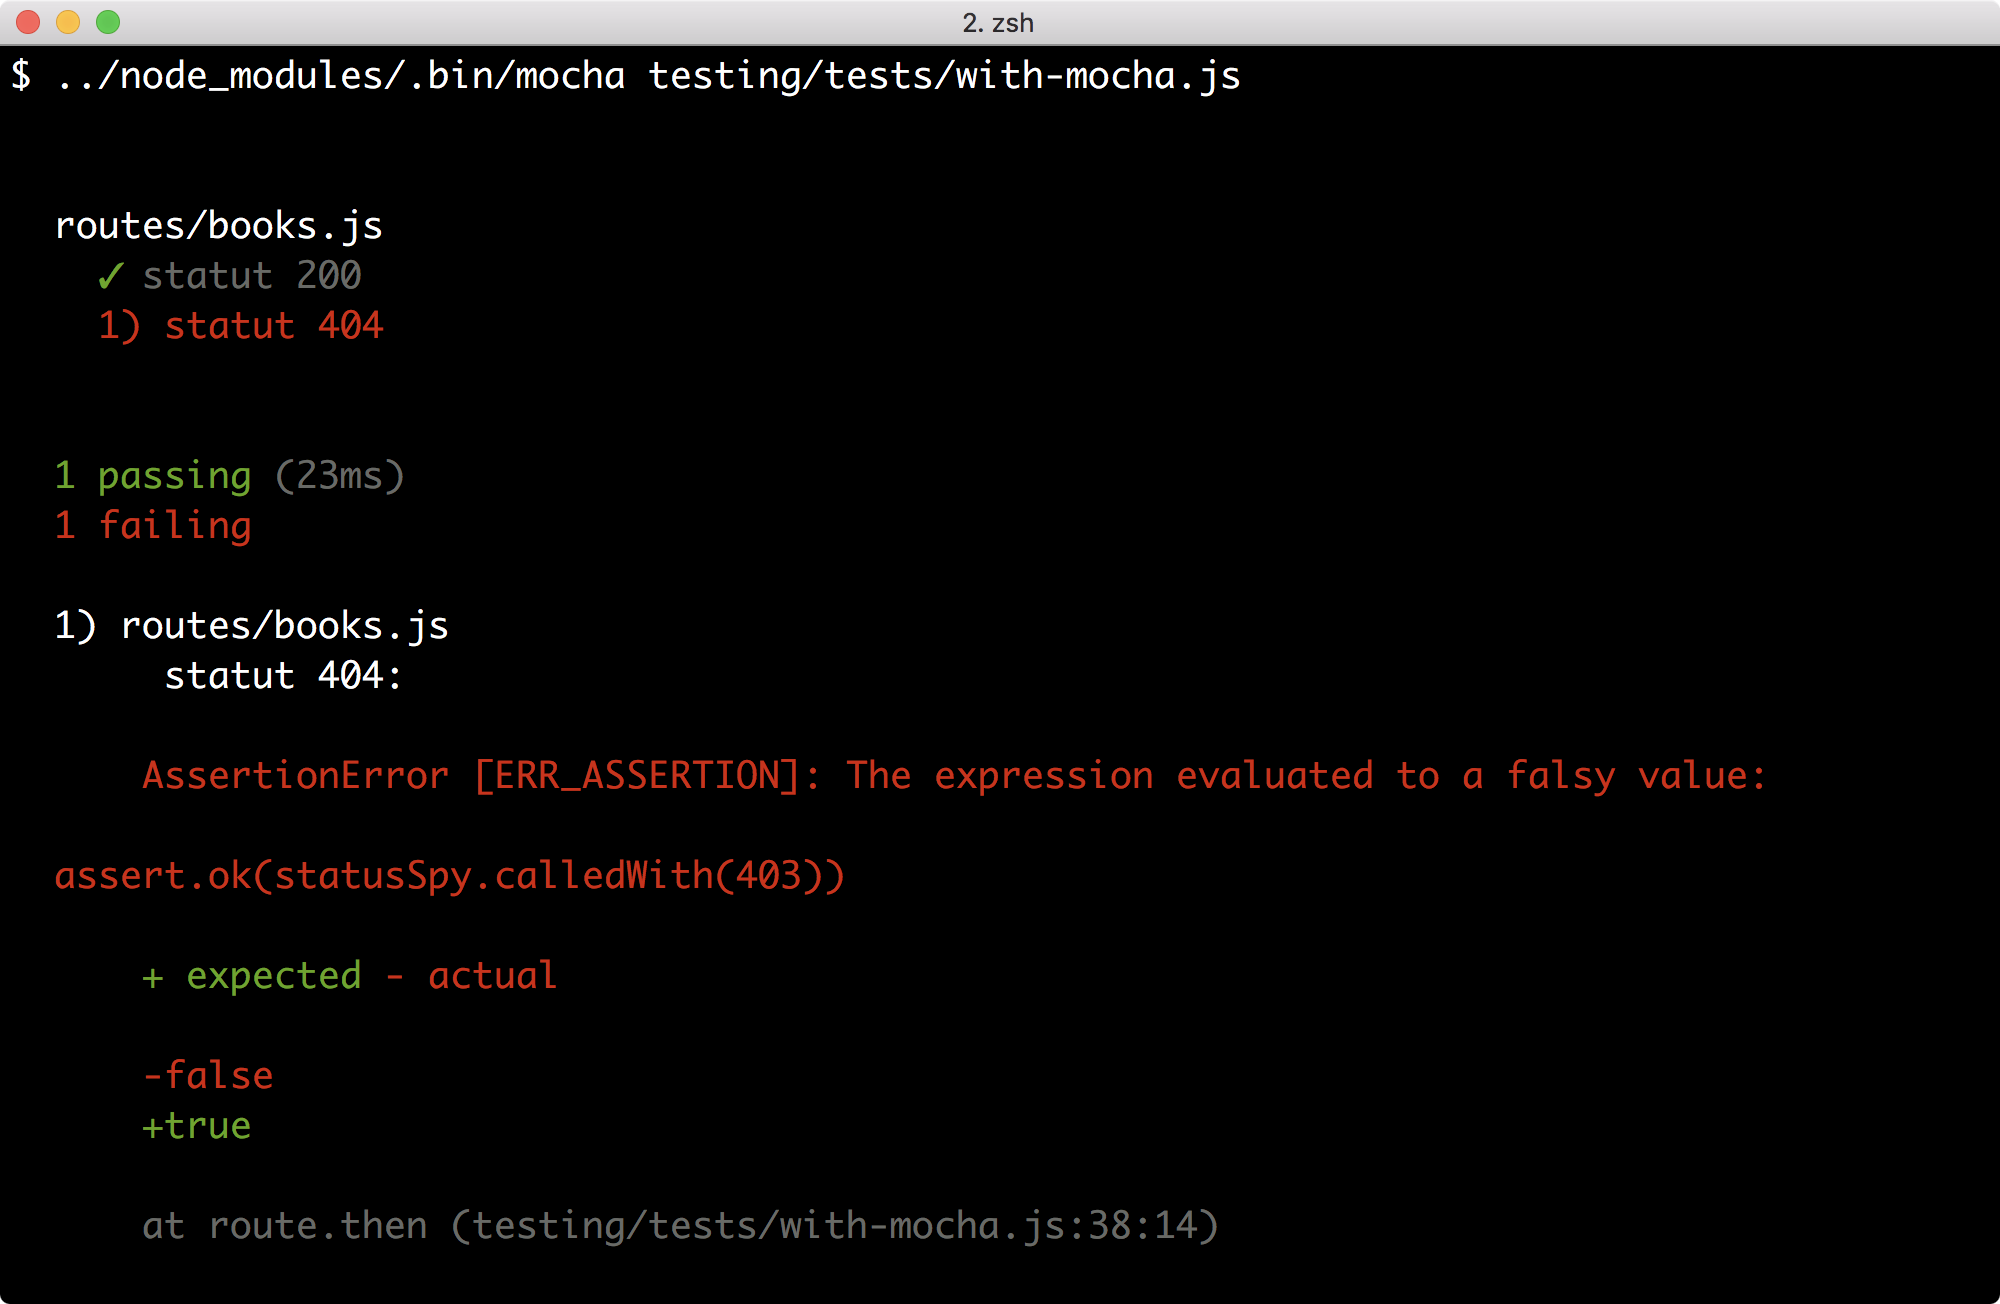 2. zsh
$ ../node_modules/.bin/mocha testing/tests/with-mocha.js
routes/books.js
✓ statut 200
1) statut 404
1 passing (23ms)
1 failing
1) routes/books.js
statut 404:
AssertionError [ERR_ASSERTION]: The expression evaluated to a falsy value:
assert.ok(statusSpy.calledWith(403))
+ expected - actual
-false
+true
at route.then (testing/tests/with-mocha.js:38:14)